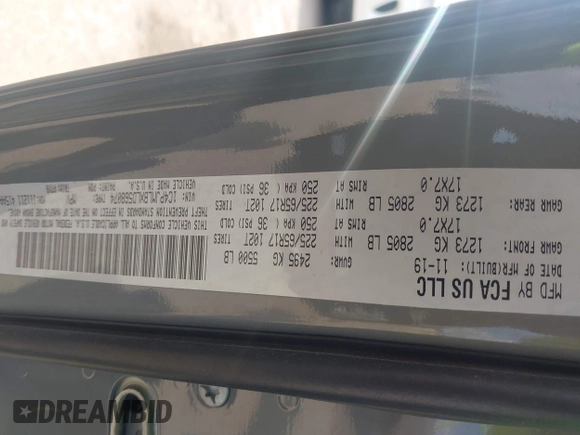 MFD BY FCA US LLC
DATE OF MFR(BUILT): 11-19 GVWR: 2495 KG 5500 LB
GAWR FRONT: 1273 KG 2805 LB WITH 225/65R17 102T TIRES
17X7.0 RIMS AT 250 KPA ( 36 PSI) COLD
GAWR REAR: 1273 KG 2805 LB WITH 225/65R17 102T TIRES
17X7.0 RIMS AT 250 KPA ( 36 PSI) COLD
THIS VEHICLE CONFORMS TO ALL APPLICABLE U.S.A. FEDERAL MOTOR VEHICLE SAFETY, BUMPER AND
THEFT PREVENTION STANDARDS IN EFFECT ON THE DATE OF MANUFACTURE SHOWN ABOVE
VEHICLE MADE IN U.S.A.
DREAMBID
DREAMBID.COM